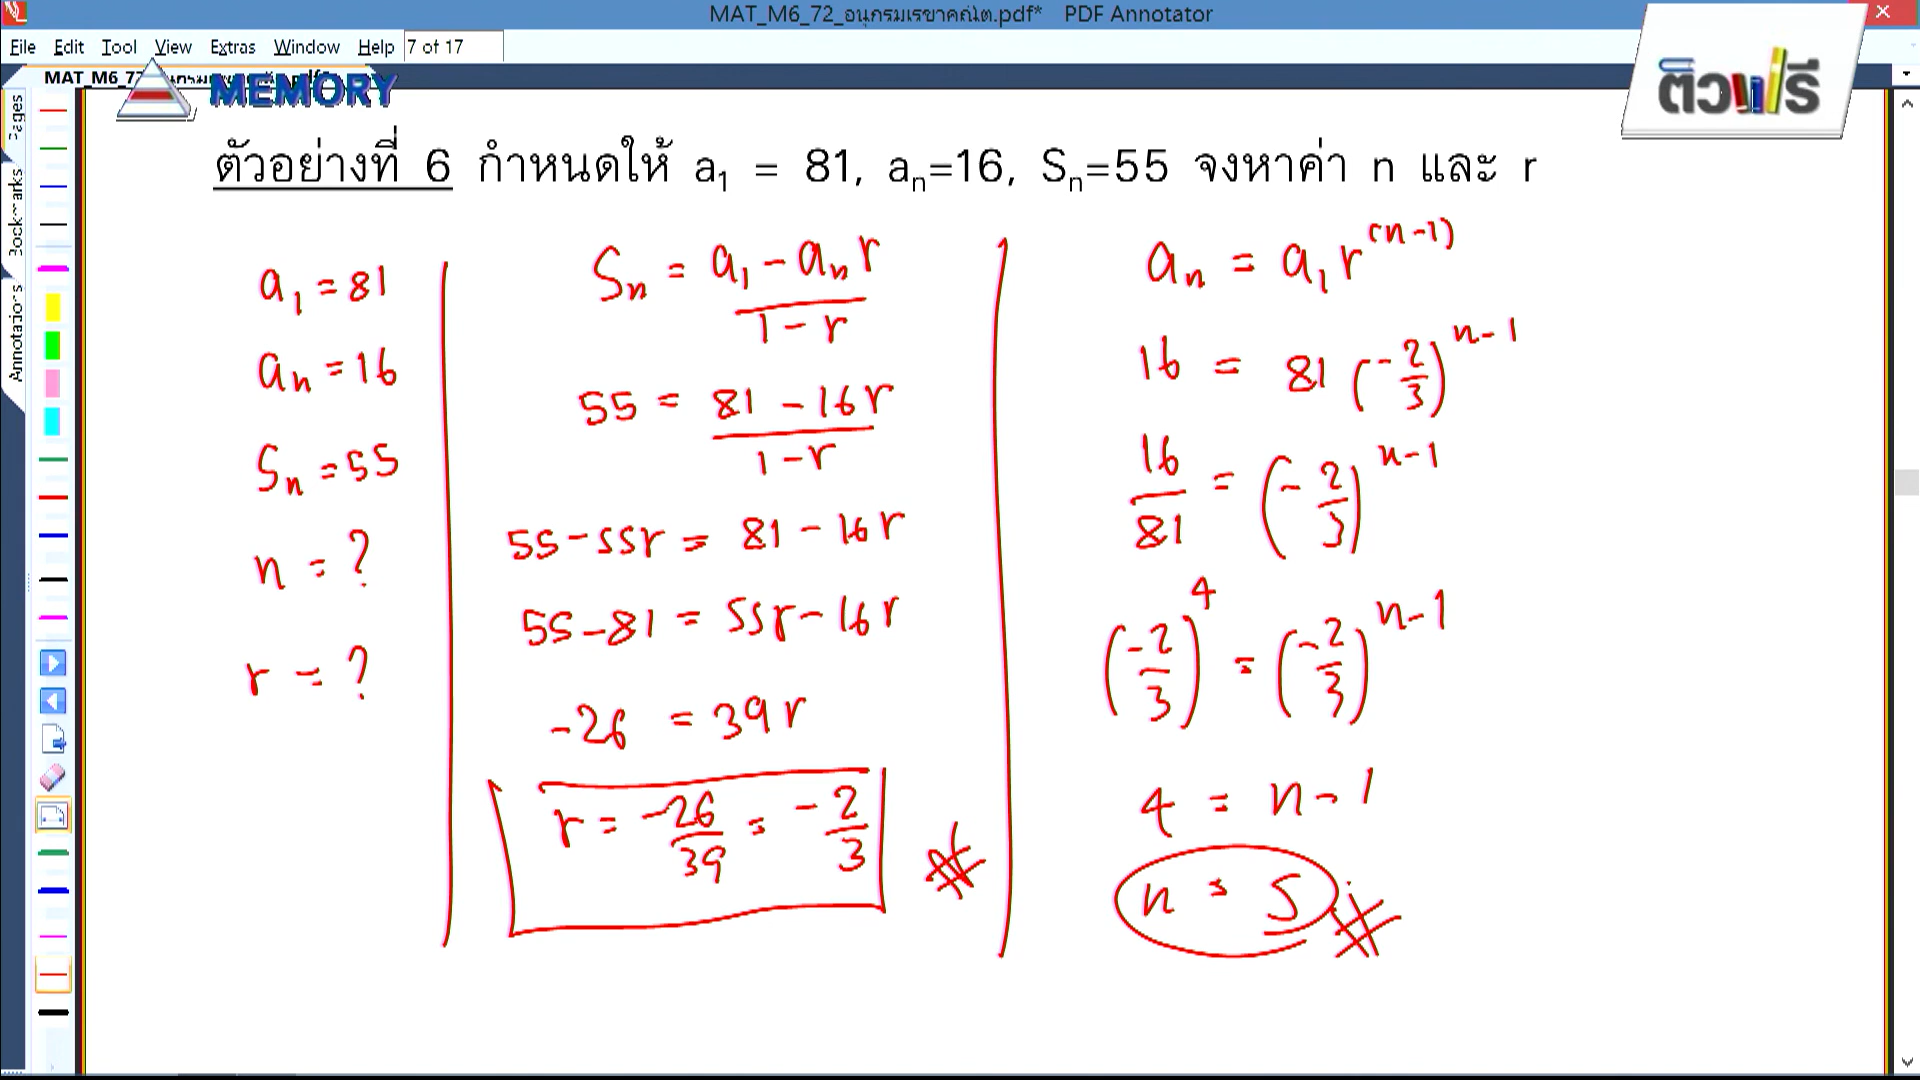 MAT_M6_72_อนุกรมเรขาคณิต.pdf* PDF Annotator
File Edit Tool View Extras Window Help 7 of 17
MAT_M6_72
MEMORY
ติวฟรี
Pages
Bookmarks
Annotations
ตัวอย่างที่ 6 กำหนดให้ a₁ = 81, aₙ=16, Sₙ=55 จงหาค่า n และ r
a₁ = 81
aₙ = 16
Sₙ = 55
n = ?
r = ?
Sₙ = (a₁ - aₙ r)/(1 - r)
55 = (81 - 16r)/(1 - r)
55 - 55r = 81 - 16r
55 - 81 = 55r - 16r
-26 = 39r
r = -26/39 = -2/3 #
aₙ = a₁ r^(n-1)
16 = 81 (-2/3)^(n-1)
16/81 = (-2/3)^(n-1)
(-2/3)^4 = (-2/3)^(n-1)
4 = n - 1
n = 5 #